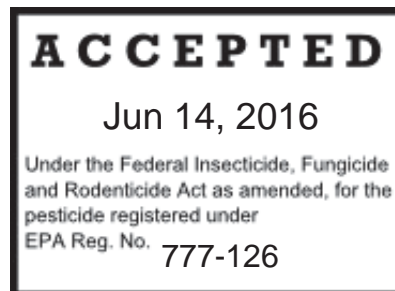 ACCEPTED
Jun 14, 2016
Under the Federal Insecticide, Fungicide
and Rodenticide Act as amended, for the
pesticide registered under
EPA Reg. No. 777-126